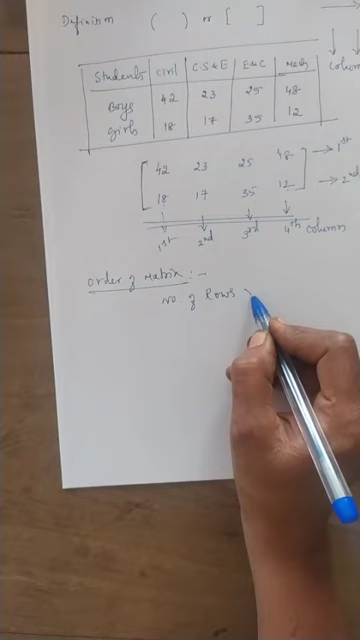 Definition ( ) or [ ]
Students Civil C.S & E E & C Mech
Boys 42 23 25 48
Girls 18 17 35 12
42 23 25 48 → 1st
18 17 35 12 → 2nd
1st 2nd 3rd 4th Column
Order of Matrix :-
No of Rows